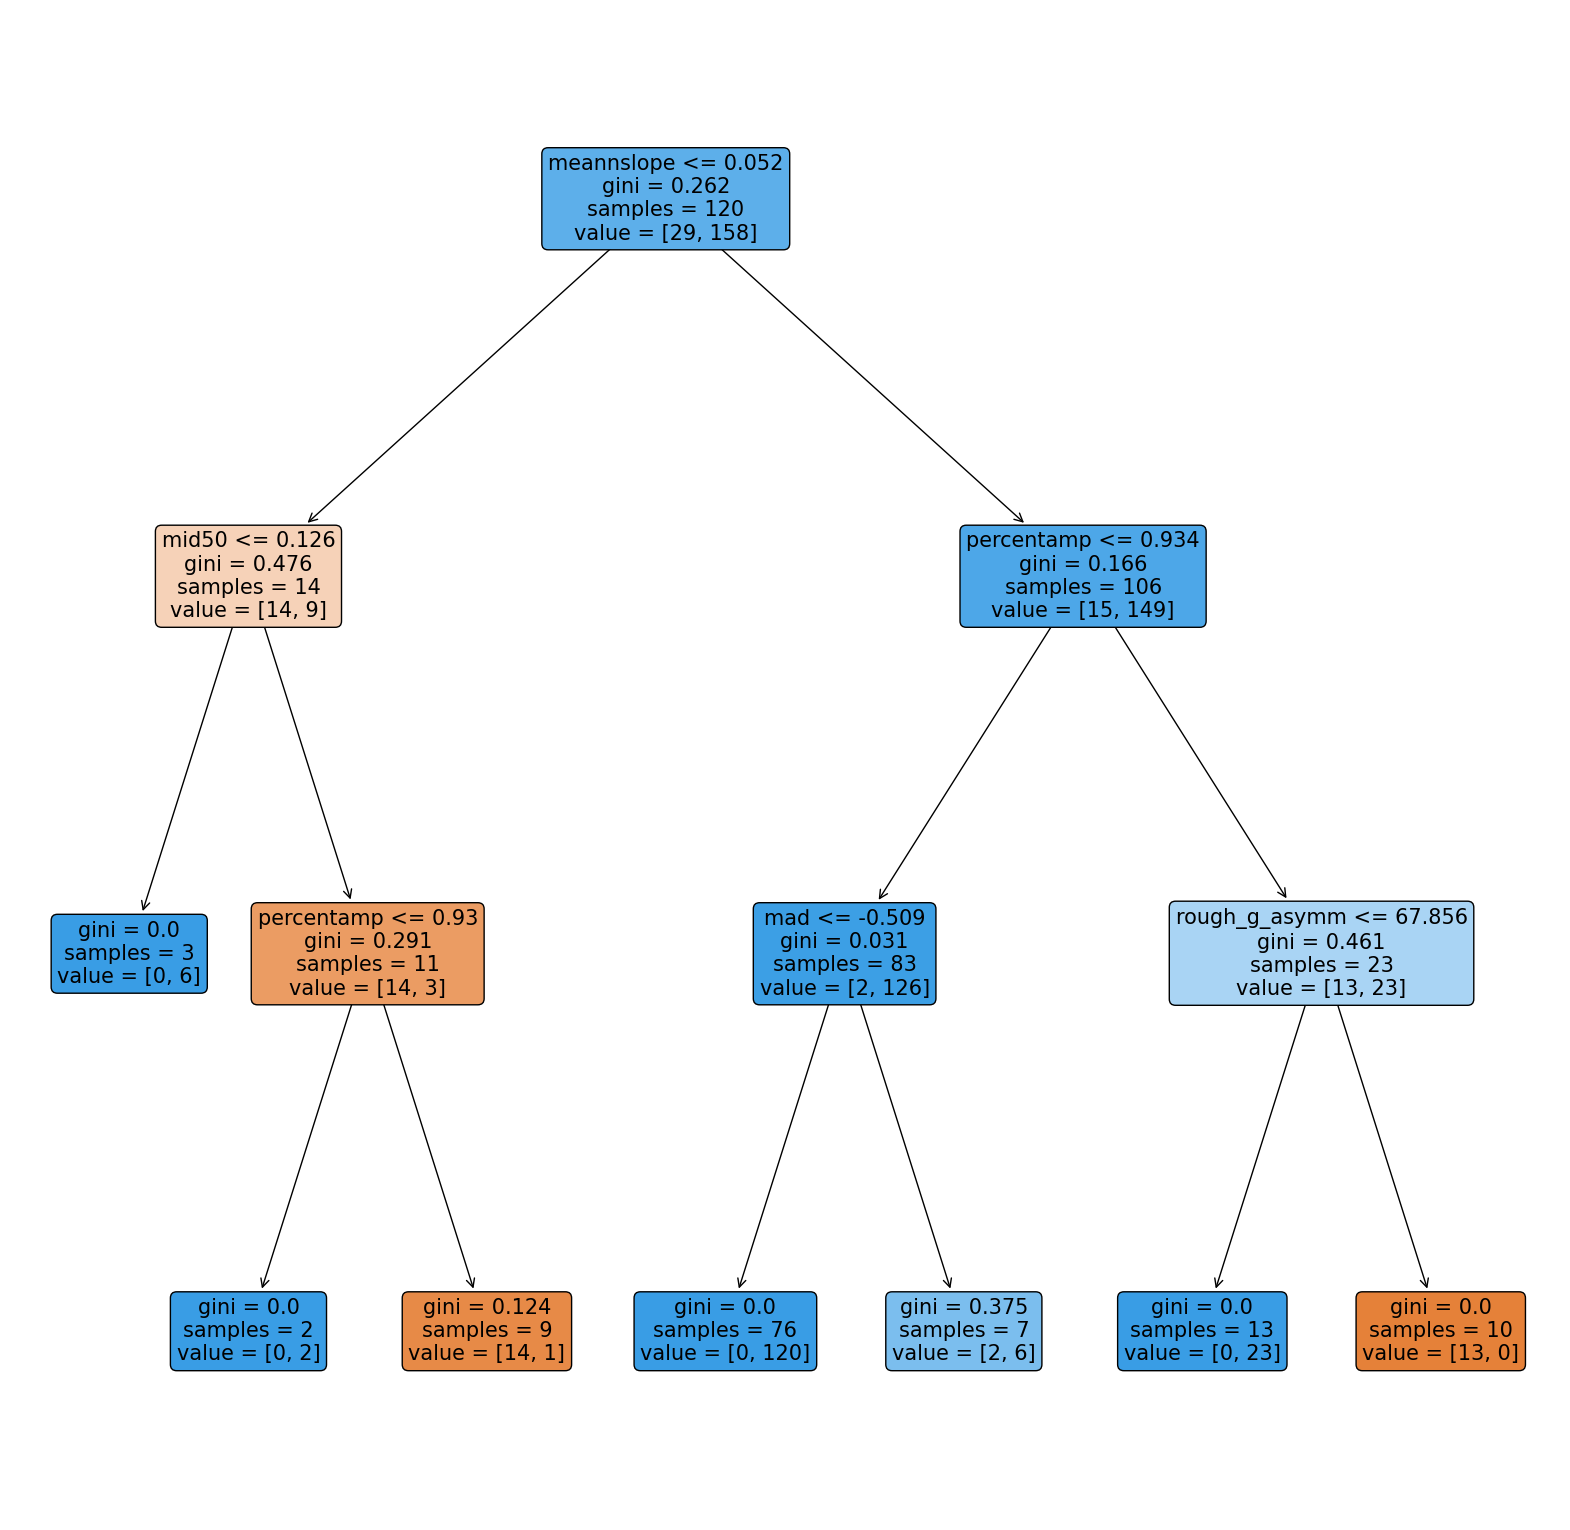 meannslope <= 0.052
gini = 0.262
samples = 120
value = [29, 158]
mid50 <= 0.126
gini = 0.476
samples = 14
value = [14, 9]
percentamp <= 0.934
gini = 0.166
samples = 106
value = [15, 149]
gini = 0.0
samples = 3
value = [0, 6]
percentamp <= 0.93
gini = 0.291
samples = 11
value = [14, 3]
mad <= -0.509
gini = 0.031
samples = 83
value = [2, 126]
rough_g_asymm <= 67.856
gini = 0.461
samples = 23
value = [13, 23]
gini = 0.0
samples = 2
value = [0, 2]
gini = 0.124
samples = 9
value = [14, 1]
gini = 0.0
samples = 76
value = [0, 120]
gini = 0.375
samples = 7
value = [2, 6]
gini = 0.0
samples = 13
value = [0, 23]
gini = 0.0
samples = 10
value = [13, 0]